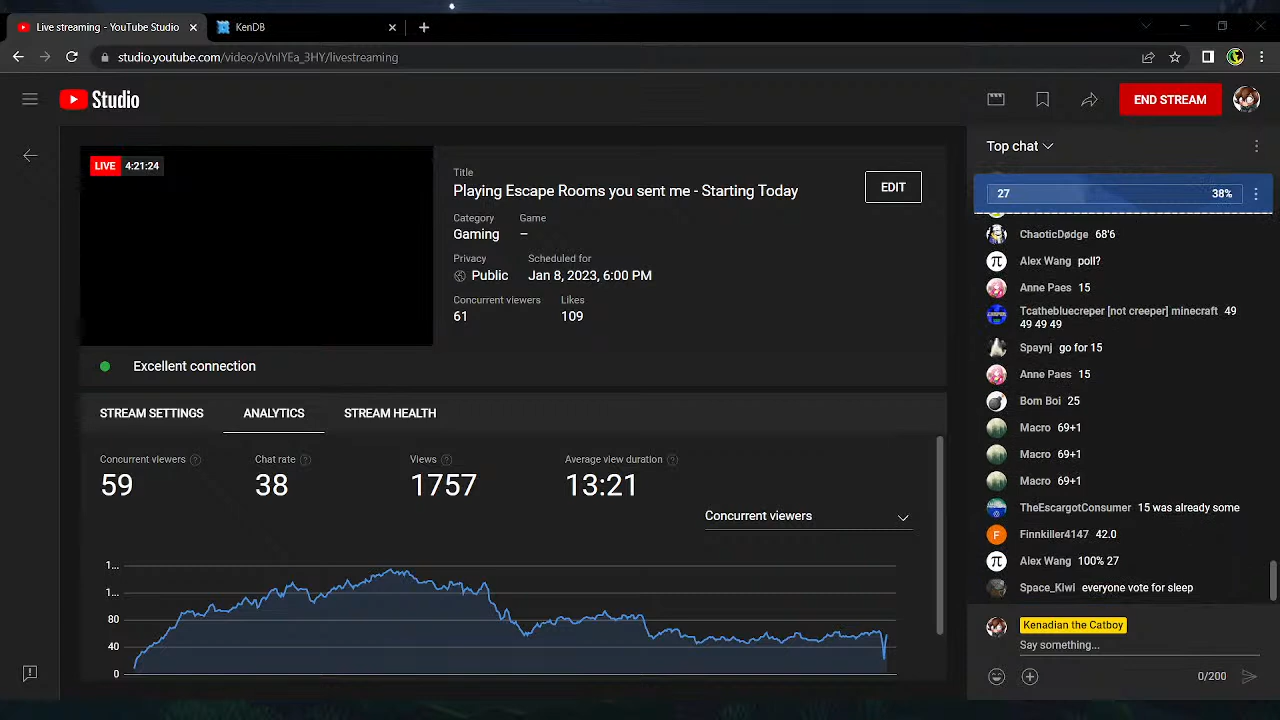 Live streaming - YouTube Studio
KenDB
studio.youtube.com/video/oVnIYEa_3HY/livestreaming
Studio
END STREAM
LIVE 4:21:24
Title
Playing Escape Rooms you sent me - Starting Today
EDIT
Category Game
Gaming –
Privacy Scheduled for
Public Jan 8, 2023, 6:00 PM
Concurrent viewers Likes
61 109
Excellent connection
STREAM SETTINGS ANALYTICS STREAM HEALTH
Concurrent viewers Chat rate Views Average view duration
59 38 1757 13:21
Concurrent viewers
1...
1...
80
40
0
Top chat
27 38%
ChaoticDødge 68'6
Alex Wang poll?
Anne Paes 15
Tcathebluecreper [not creeper] minecraft 49
49 49 49
Spaynj go for 15
Anne Paes 15
Bom Boi 25
Macro 69+1
Macro 69+1
Macro 69+1
TheEscargotConsumer 15 was already some
Finnkiller4147 42.0
Alex Wang 100% 27
Space_Kiwi everyone vote for sleep
Kenadian the Catboy
Say something...
0/200